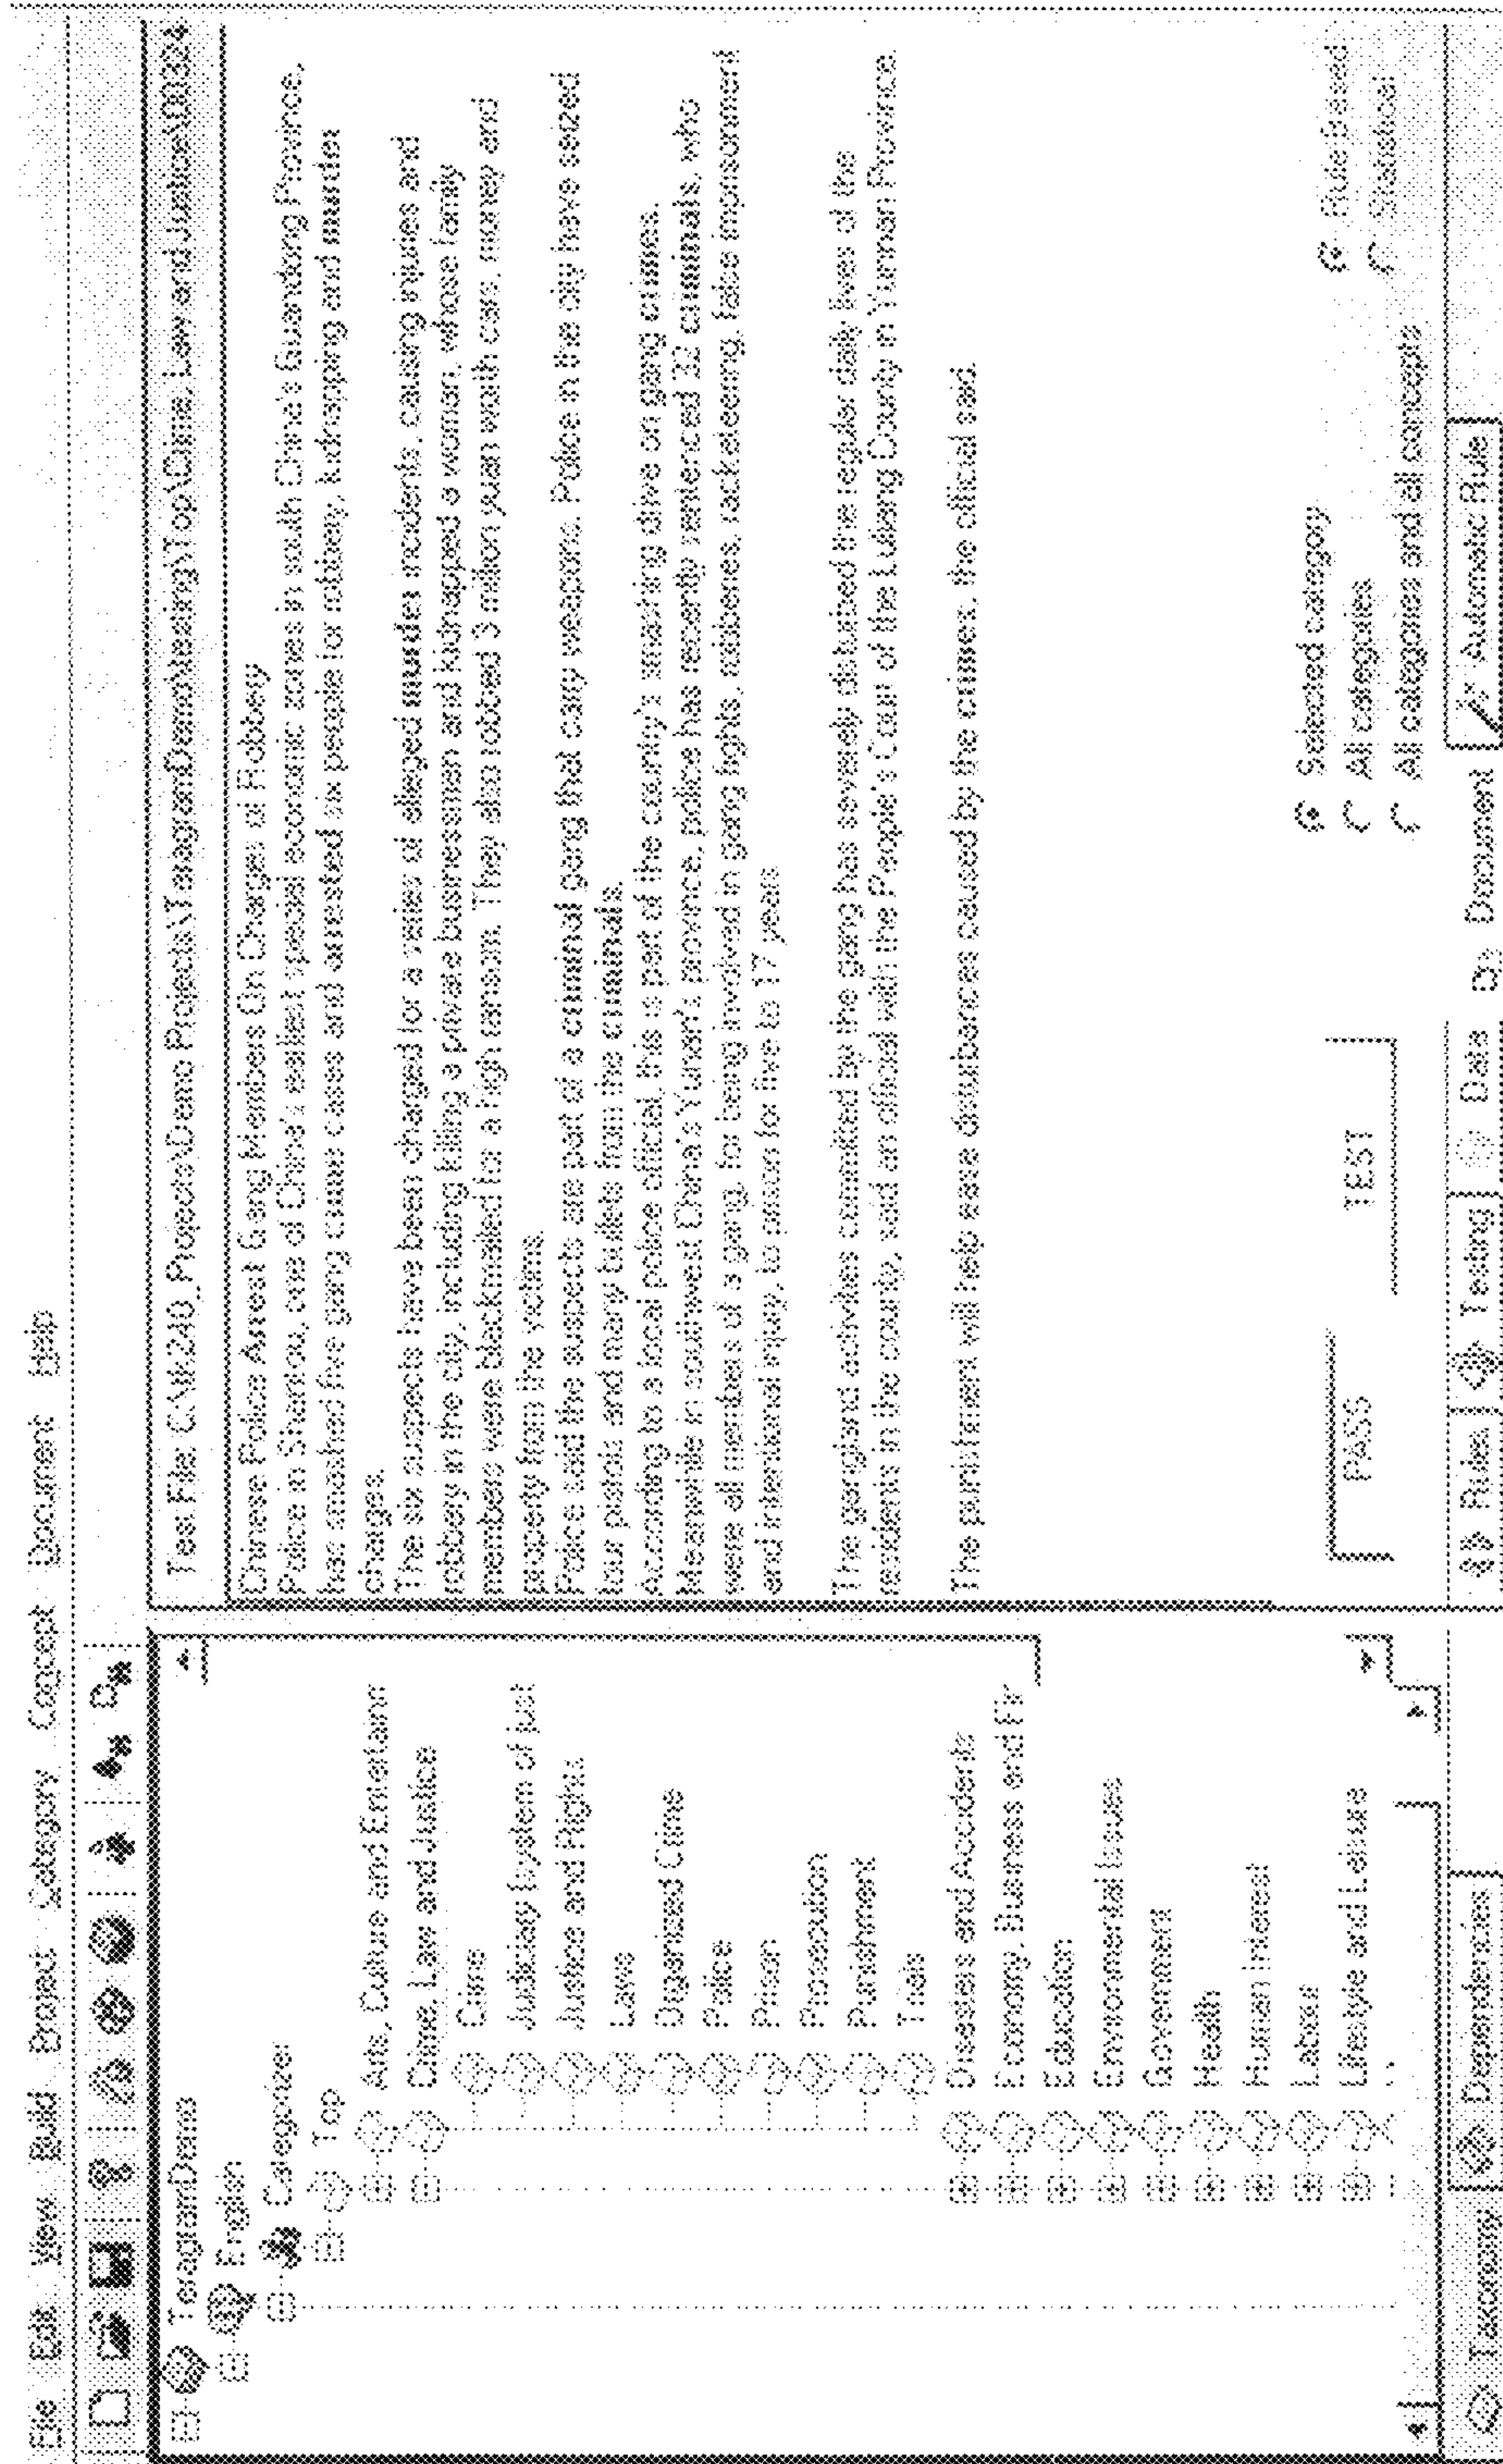 File Edit View Build Project Category Concept Document Help
TeragramDemo
English
Categorizer
Top
Arts, Culture and Entertainm
Crime, Law and Justice
Crime
Judiciary (system of just
Justice and Rights
Laws
Organised Crime
Police
Prison
Prosecution
Punishment
Trials
Disasters and Accidents
Economy, Business and Fir
Education
Environmental Issues
Government
Health
Human Interest
Labour
Lifestyle and Leisure
Taxonomy
Dependencies
Test File: Projects\Demo Projects\TeragramDemo\testing\Top\Crime, Law and Justice\
Chinese Police Arrest Gang Members On Charges of Robbery
Police in Shantou, one of China's earliest special economic zones in south China's Guandong Province,
has smashed five gang crime cases and arrested six people for robbery, kidnapping and murder
charges.
The six suspects have been charged for a series of alleged murder incidents, causing injuries and
robbery in the city, including killing a private businessman and kidnapped a woman, whose family
members were blackmailed for a high ransom. They also robbed 3 million yuan worth cars, money and
property from the victims.
Police said the suspects are part of a criminal gang that carry weapons. Police in the city have seized
four pistols and many bullets from the criminals.
According to a local police official, this is part of the country's smashing drive on gang crimes.
Meanwhile in southwest China's Yunan's province, police has recently sentenced 32 criminals, who
were all members of a gang, for being involved in gang fights, robberies, racketeering, false imprisonment
and intentional injury, to prison for five to 17 years.
The gangland activities committed by the gang has severely disturbed the regular daily lives of the
residents in the county, said an official with the People's Court of the Luliang County in Yunnan Province.
The punishment will help ease disturbances caused by the crimes, the official said.
PASS
TEST
Selected category
All categories
All categories and all concepts
Rule Based
Statistical
Rules
Testing
Data
Document
Automatic Rule